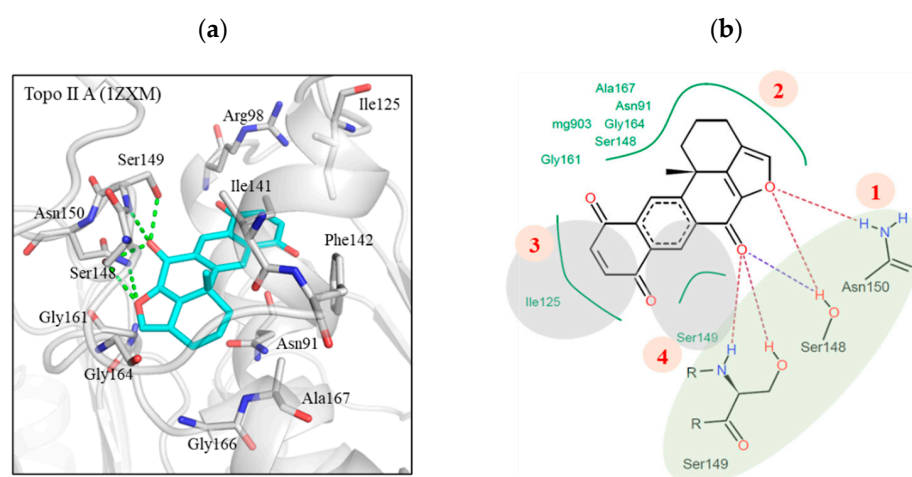 (a) (b)
Topo II A (1ZXM)
Ile125
Arg98
Ser149
Ile141
Asn150
Phe142
Ser148
Gly161
Asn91
Gly164
Ala167
Gly166
2
Ala167
Asn91
mg903 Gly164
Ser148
Gly161
O
O
1
H
H
N
Asn150
3
O
O
Ile125
H
O
Ser148
Ser149
4
H
H
R
N
O
R
O
Ser149